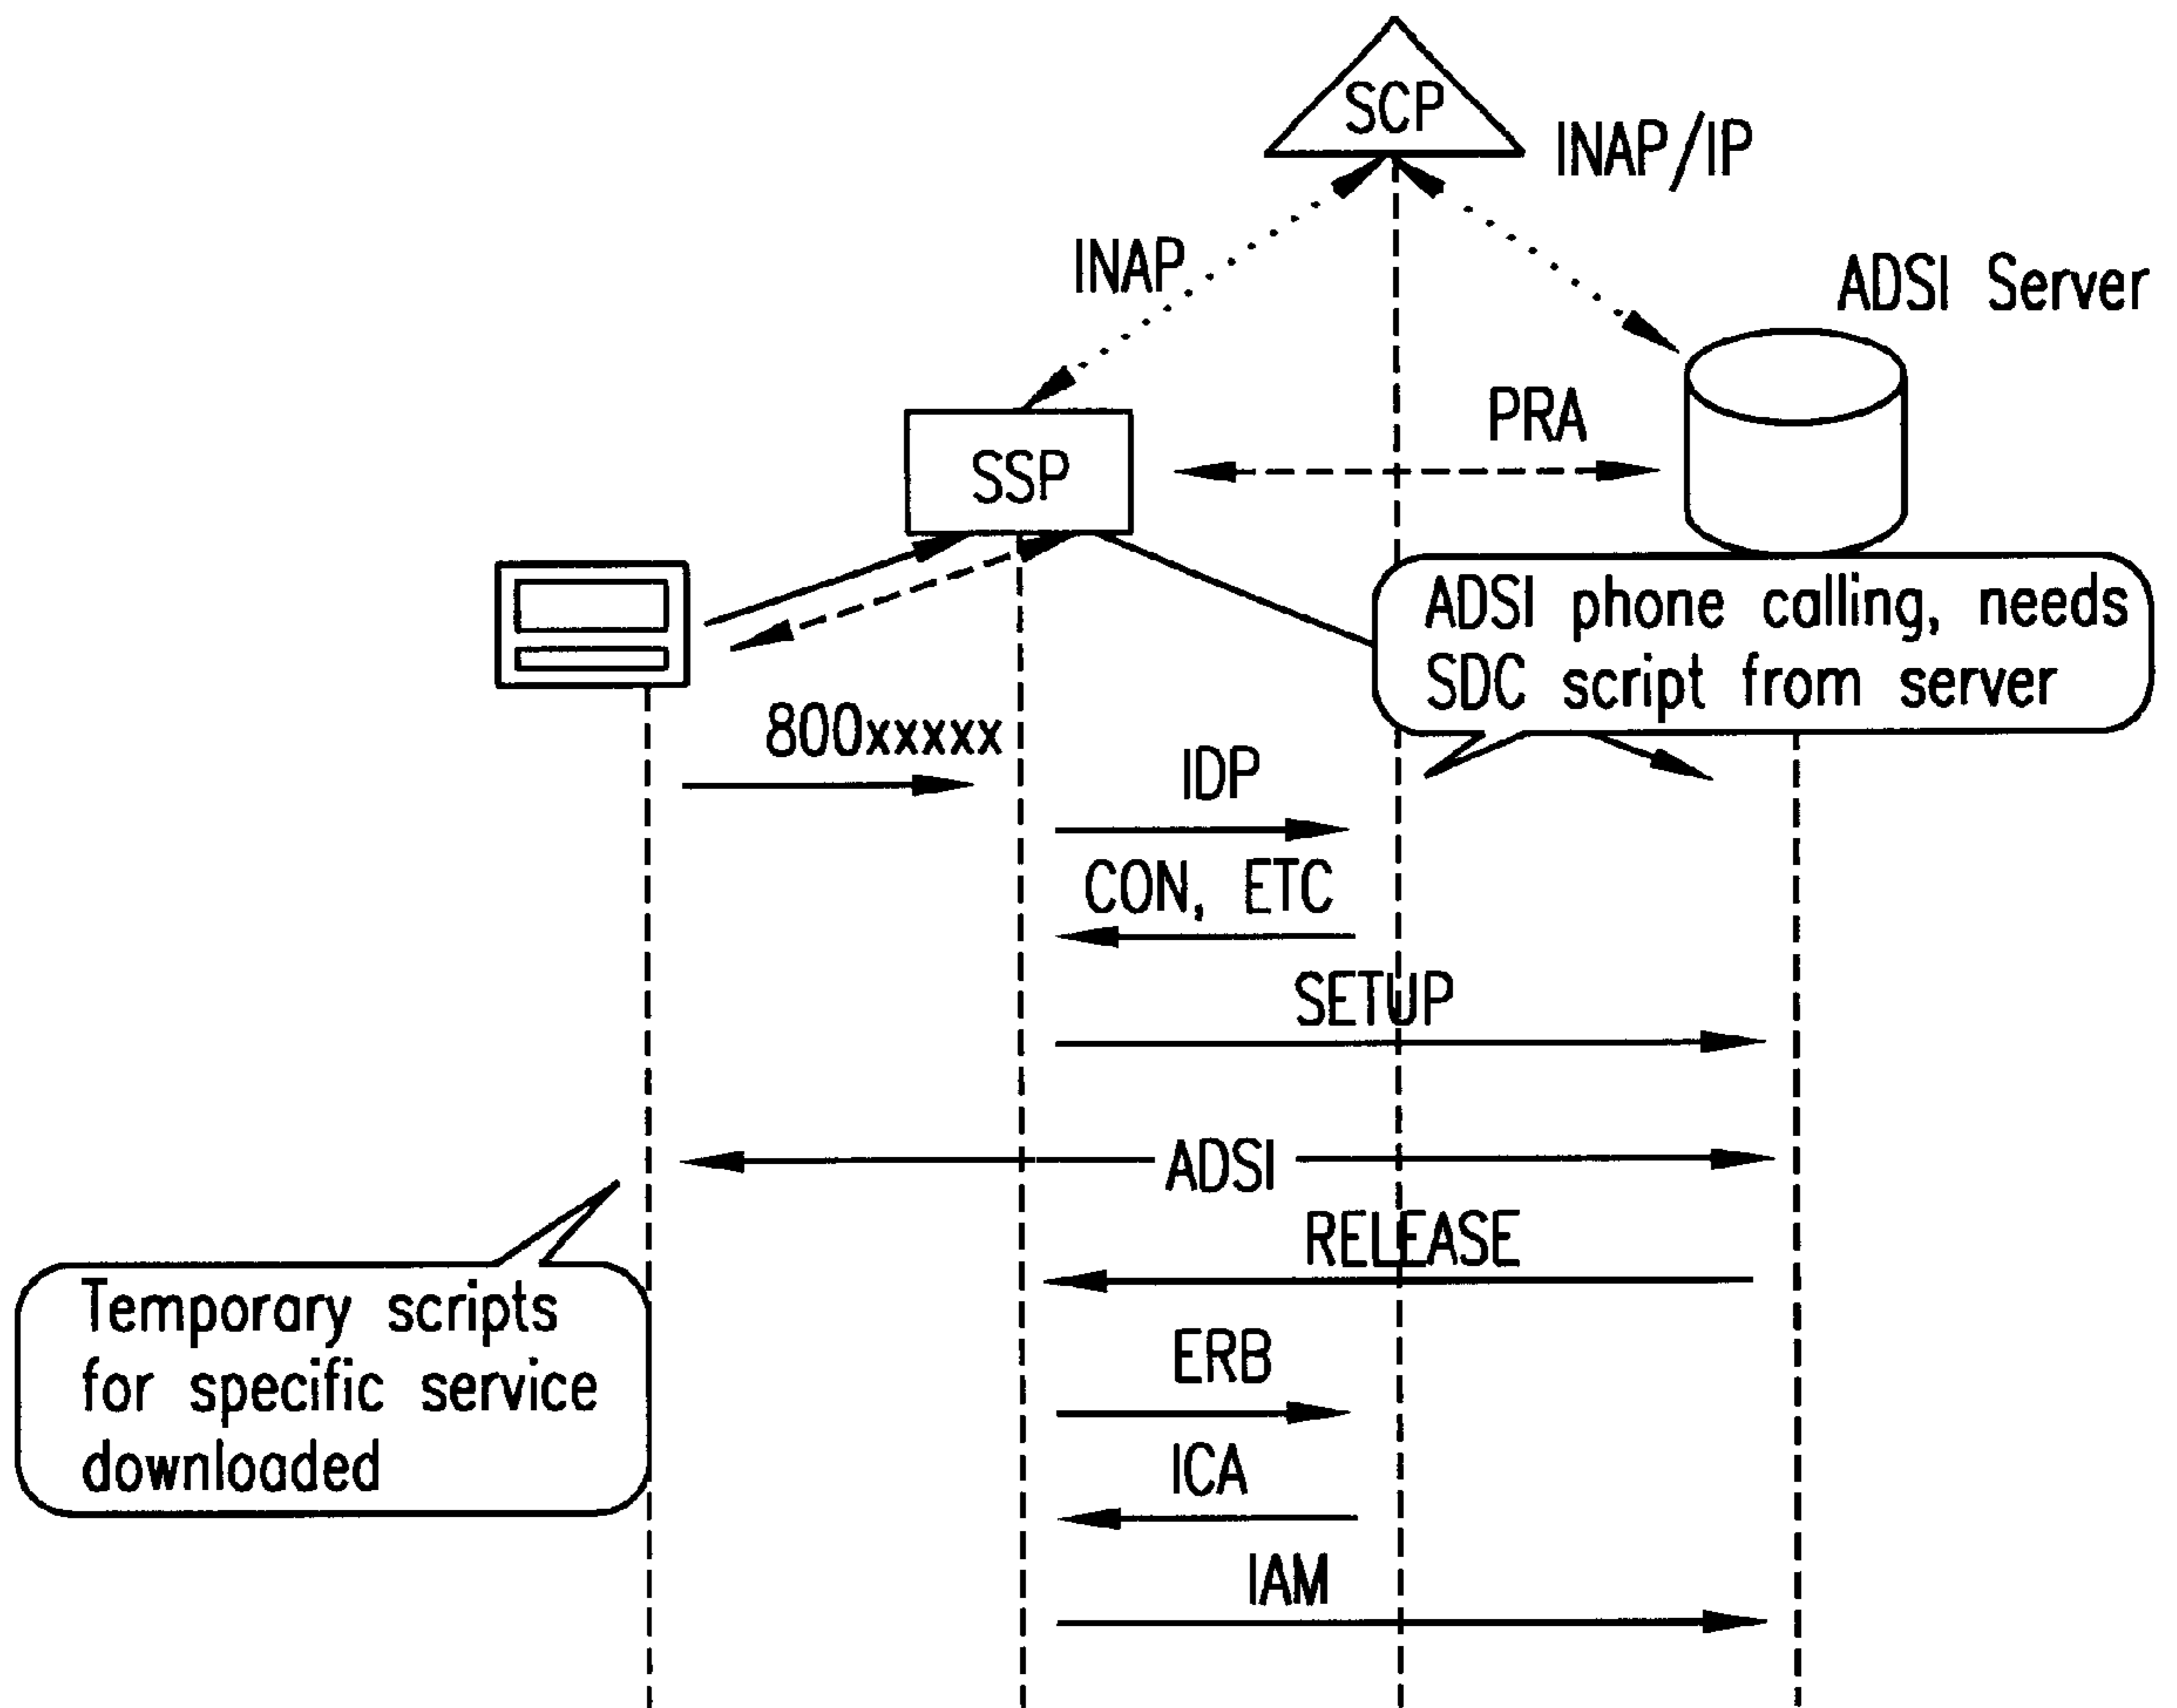 SCP
INAP/IP
INAP
ADSI Server
PRA
SSP
ADSI phone calling, needs
SDC script from server
800xxxxx
IDP
CON, ETC
SETUP
ADSI
RELEASE
Temporary scripts
for specific service
downloaded
ERB
ICA
IAM